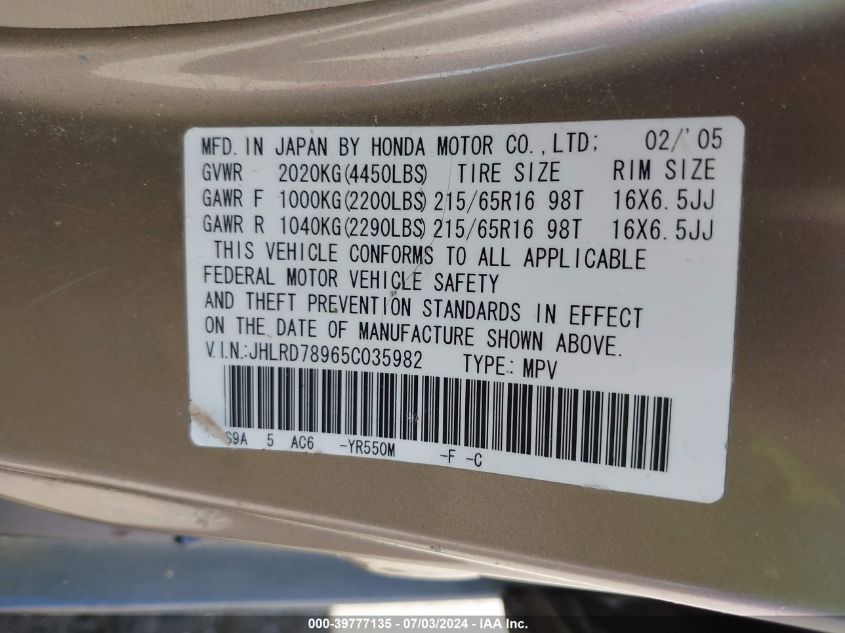 MFD. IN JAPAN BY HONDA MOTOR CO.,LTD; 02/'05
GVWR 2020KG(4450LBS) TIRE SIZE RIM SIZE
GAWR F 1000KG(2200LBS) 215/65R16 98T 16X6.5JJ
GAWR R 1040KG(2290LBS) 215/65R16 98T 16X6.5JJ
THIS VEHICLE CONFORMS TO ALL APPLICABLE
FEDERAL MOTOR VEHICLE SAFETY
AND THEFT PREVENTION STANDARDS IN EFFECT
ON THE DATE OF MANUFACTURE SHOWN ABOVE.
V.I.N.:JHLRD78965C035982 TYPE: MPV
S9A 5 AC6 -YR550M -F -C
000-39777135 - 07/03/2024 - IAA Inc.